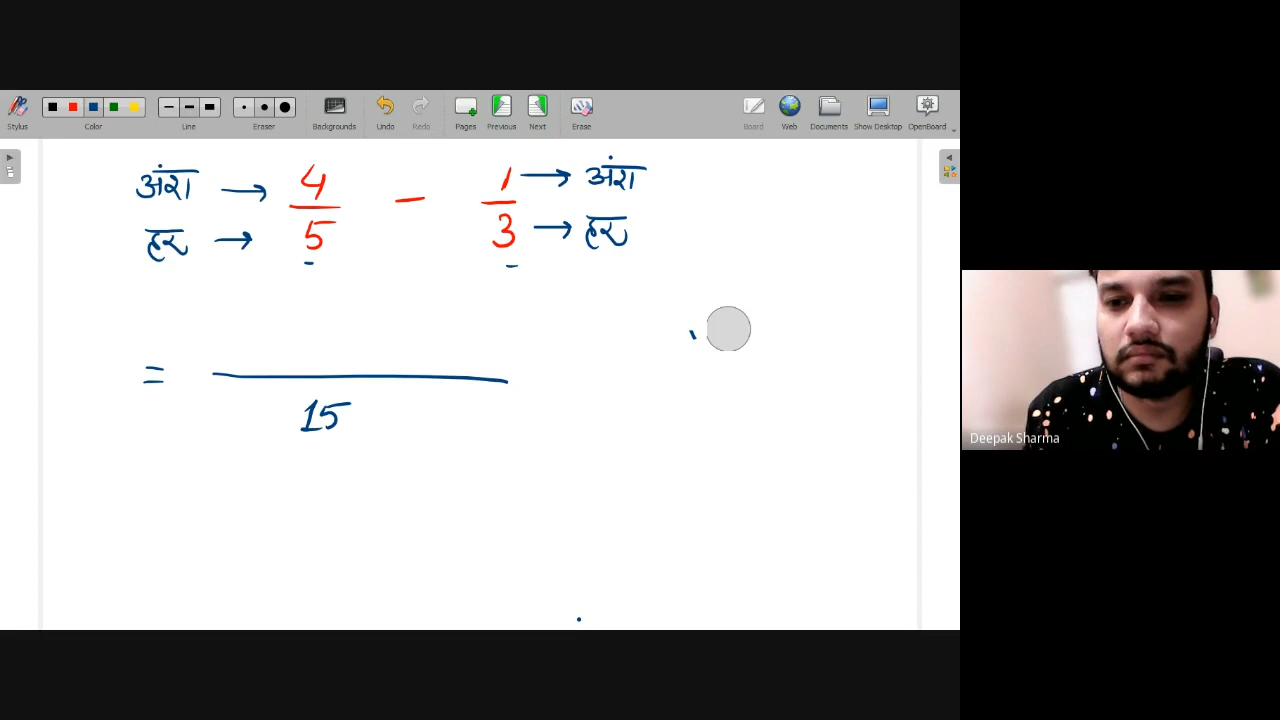 Stylus Color Line Eraser Backgrounds Undo Redo Pages Previous Next Erase Board Web Documents Show Desktop OpenBoard
अंश → 4/5 - 1/3 → अंश
हर → → हर
= ―
15
Deepak Sharma